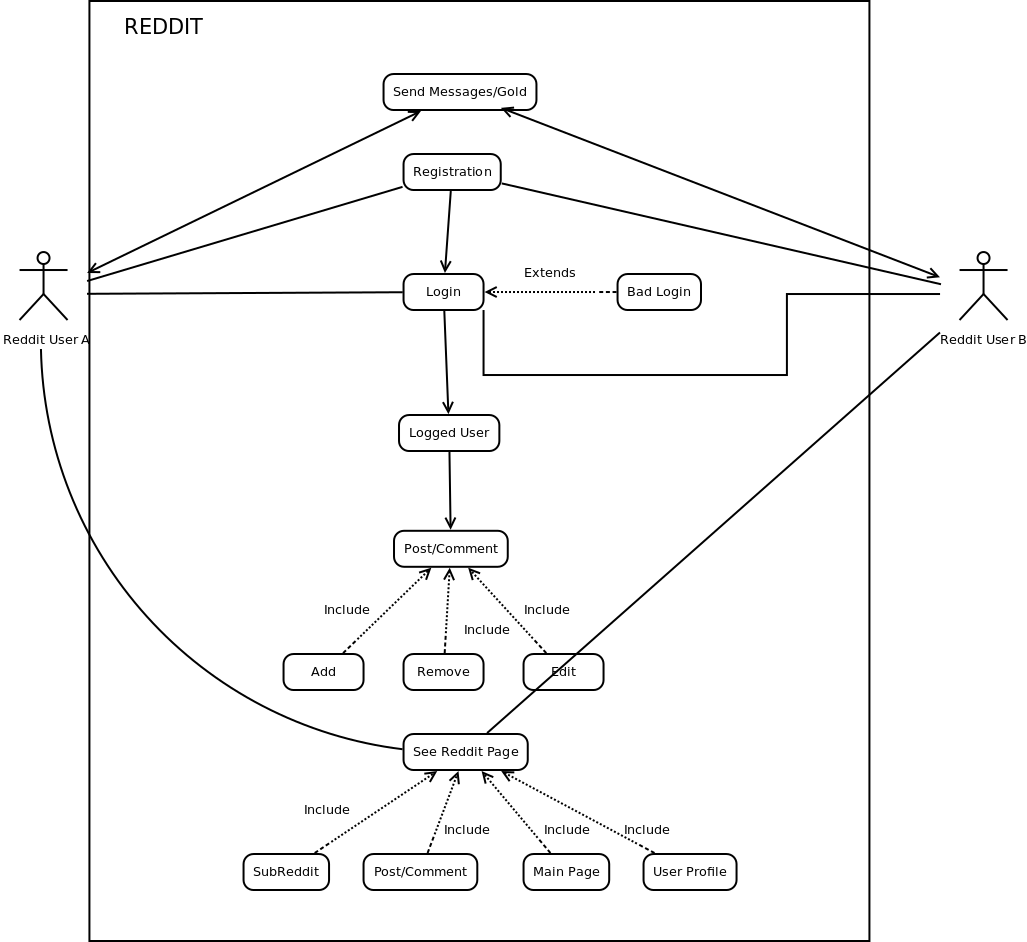 REDDIT
Send Messages/Gold
Registration
Extends
Login
Bad Login
Reddit User A
Reddit User B
Logged User
Post/Comment
Include
Include
Include
Add
Remove
Edit
See Reddit Page
Include
Include
Include
Include
SubReddit
Post/Comment
Main Page
User Profile